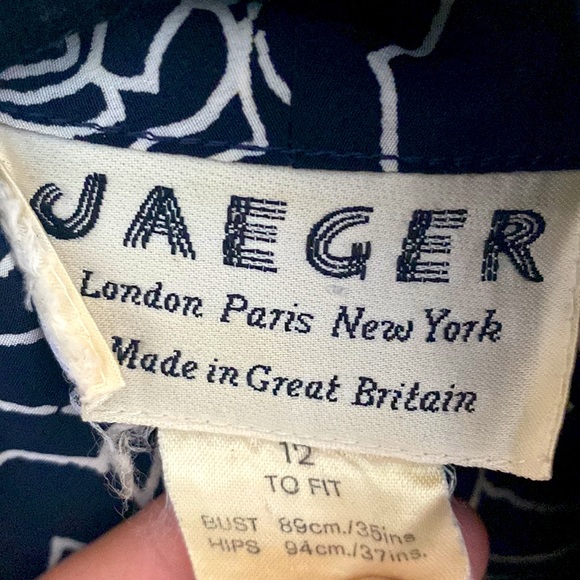 JAEGER
London Paris New York
Made in Great Britain
12
TO FIT
BUST 89cm./35ins
HIPS 94cm./37ins.